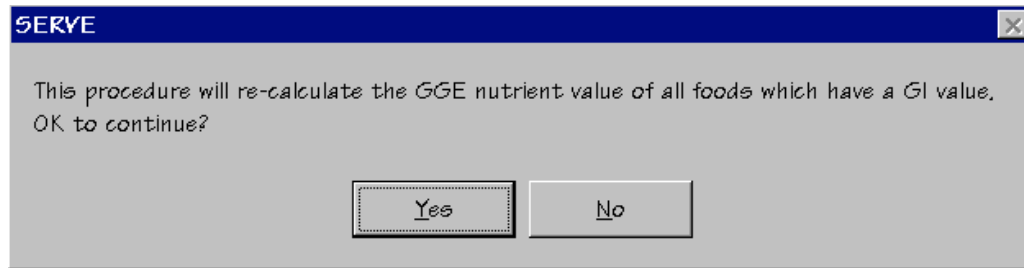 SERVE
This procedure will re-calculate the GGE nutrient value of all foods which have a GI value.
OK to continue?
Yes
No